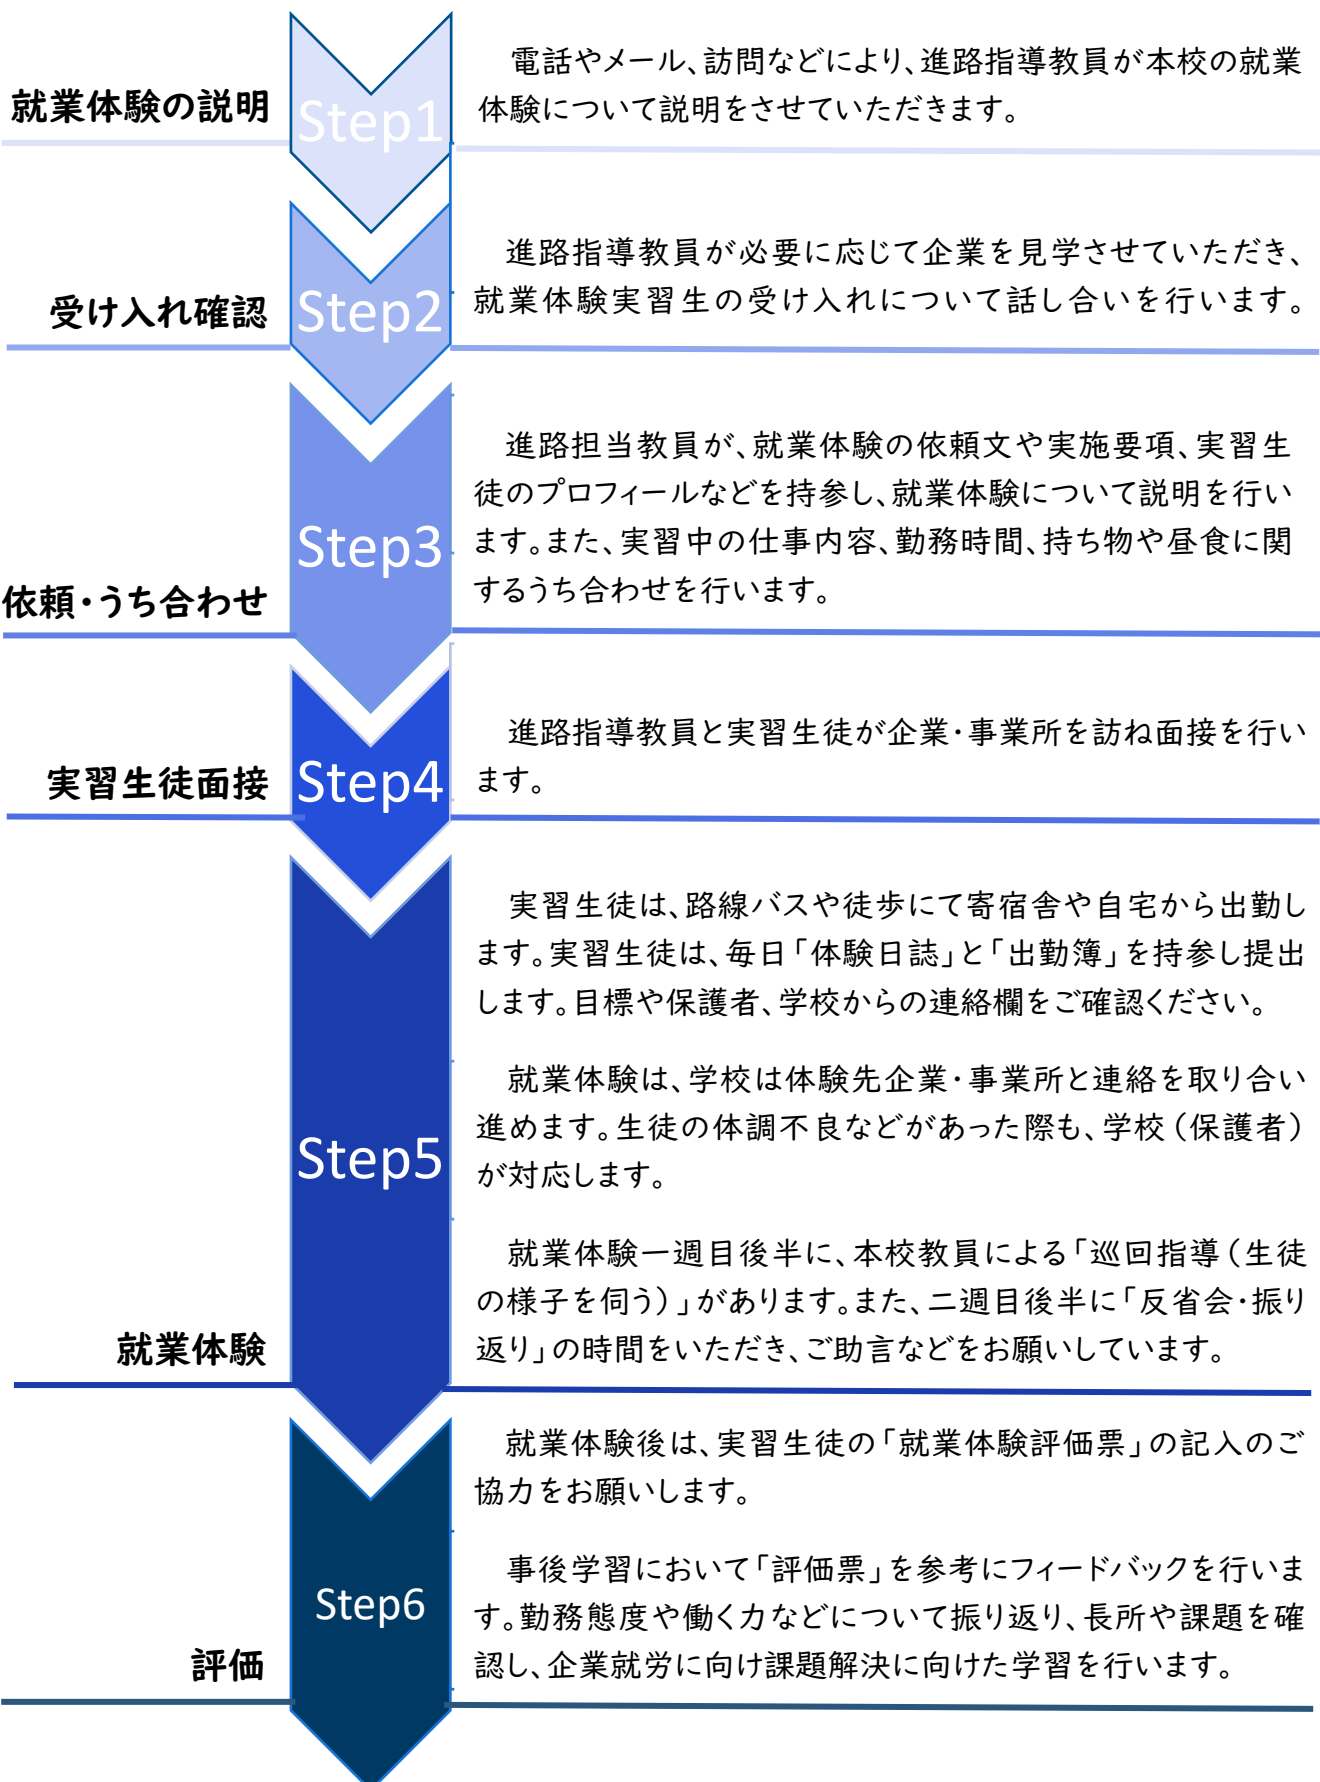 就業体験の説明
Step1
　電話やメール、訪問などにより、進路指導教員が本校の就業
体験について説明をさせていただきます。
受け入れ確認
Step2
　進路指導教員が必要に応じて企業を見学させていただき、
就業体験実習生の受け入れについて話し合いを行います。
依頼・うち合わせ
Step3
　進路担当教員が、就業体験の依頼文や実施要項、実習生
徒のプロフィールなどを持参し、就業体験について説明を行い
ます。また、実習中の仕事内容、勤務時間、持ち物や昼食に関
するうち合わせを行います。
実習生徒面接
Step4
　進路指導教員と実習生徒が企業・事業所を訪ね面接を行い
ます。
就業体験
Step5
　実習生徒は、路線バスや徒歩にて寄宿舎や自宅から出勤し
ます。実習生徒は、毎日「体験日誌」と「出勤簿」を持参し提出
します。目標や保護者、学校からの連絡欄をご確認ください。
　就業体験は、学校は体験先企業・事業所と連絡を取り合い
進めます。生徒の体調不良などがあった際も、学校（保護者）
が対応します。
　就業体験一週目後半に、本校教員による「巡回指導（生徒
の様子を伺う）」があります。また、二週目後半に「反省会・振り
返り」の時間をいただき、ご助言などをお願いしています。
評価
Step6
　就業体験後は、実習生徒の「就業体験評価票」の記入のご
協力をお願いします。
　事後学習において「評価票」を参考にフィードバックを行いま
す。勤務態度や働く力などについて振り返り、長所や課題を確
認し、企業就労に向け課題解決に向けた学習を行います。